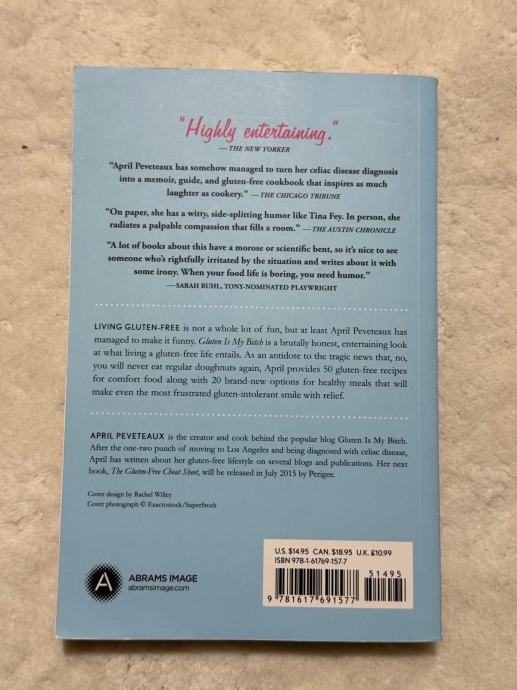 "Highly entertaining."
—THE NEW YORKER
"April Peveteaux has somehow managed to turn her celiac disease diagnosis
into a memoir, guide, and gluten-free cookbook that inspires as much
laughter as cookery." —THE CHICAGO TRIBUNE
"On paper, she has a witty, side-splitting humor like Tina Fey. In person, she
radiates a palpable compassion that fills a room." —THE AUSTIN CHRONICLE
"A lot of books about this have a morose or scientific bent, so it's nice to see
someone who's rightfully irritated by the situation and writes about it with
some irony. When your food life is boring, you need humor."
—SARAH RUHL, TONY-NOMINATED PLAYWRIGHT
LIVING GLUTEN-FREE is not a whole lot of fun, but at least April Peveteaux has
managed to make it funny. Gluten Is My Bitch is a brutally honest, entertaining look
at what living a gluten-free life entails. As an antidote to the tragic news that, no,
you will never eat regular doughnuts again, April provides 50 gluten-free recipes
for comfort food along with 20 brand-new options for healthy meals that will
make even the most frustrated gluten-intolerant smile with relief.
APRIL PEVETEAUX is the creator and cook behind the popular blog Gluten Is My Bitch.
After the one-two punch of moving to Los Angeles and being diagnosed with celiac disease,
April has written about her gluten-free lifestyle on several blogs and publications. Her next
book, The Gluten-Free Cheat Sheet, will be released in July 2015 by Perigee.
Cover design by Rachel Willey
Cover photograph © Exactostock/SuperStock
A
ABRAMS IMAGE
abramsimage.com
U.S. $14.95 CAN. $18.95 U.K. £10.99
ISBN 978-1-61769-157-7
51495
9 781617 691577